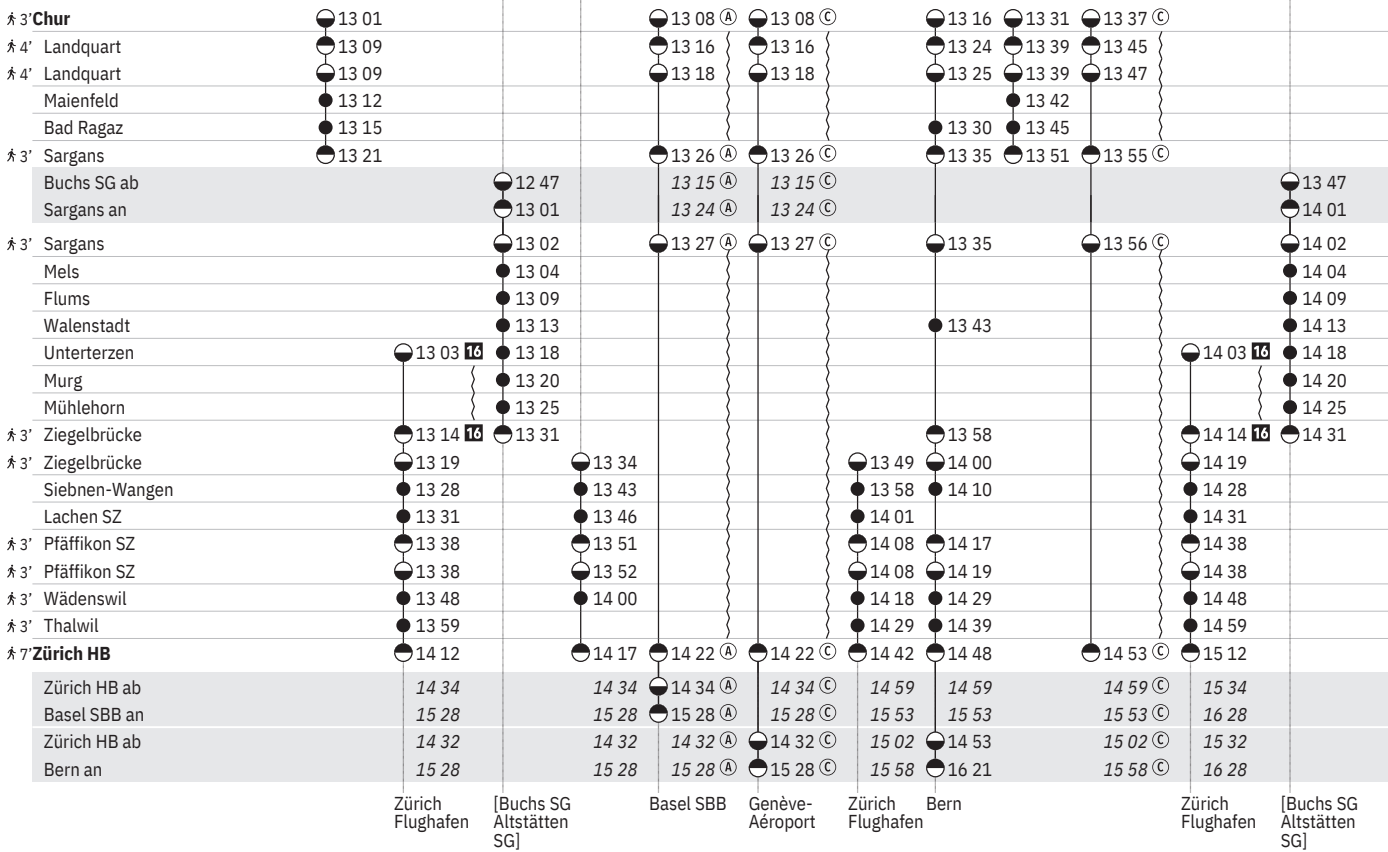 3’ Chur 13 01 13 08 Ⓐ 13 08 Ⓒ 13 16 13 31 13 37 Ⓒ
4’ Landquart 13 09 13 16 13 16 13 24 13 39 13 45
4’ Landquart 13 09 13 18 13 18 13 25 13 39 13 47
Maienfeld 13 12 13 42
Bad Ragaz 13 15 13 30 13 45
3’ Sargans 13 21 13 26 Ⓐ 13 26 Ⓒ 13 35 13 51 13 55 Ⓒ
Buchs SG ab 12 47 13 15 Ⓐ 13 15 Ⓒ 13 47
Sargans an 13 01 13 24 Ⓐ 13 24 Ⓒ 14 01
3’ Sargans 13 02 13 27 Ⓐ 13 27 Ⓒ 13 35 13 56 Ⓒ 14 02
Mels 13 04 14 04
Flums 13 09 14 09
Walenstadt 13 13 13 43 14 13
Unterterzen 13 03 16 13 18 14 03 16 14 18
Murg 13 20 14 20
Mühlehorn 13 25 14 25
3’ Ziegelbrücke 13 14 16 13 31 13 58 14 14 16 14 31
3’ Ziegelbrücke 13 19 13 34 13 49 14 00 14 19
Siebnen-Wangen 13 28 13 43 13 58 14 10 14 28
Lachen SZ 13 31 13 46 14 01 14 31
3’ Pfäffikon SZ 13 38 13 51 14 08 14 17 14 38
3’ Pfäffikon SZ 13 38 13 52 14 08 14 19 14 38
3’ Wädenswil 13 48 14 00 14 18 14 29 14 48
3’ Thalwil 13 59 14 29 14 39 14 59
7’ Zürich HB 14 12 14 17 14 22 Ⓐ 14 22 Ⓒ 14 42 14 48 14 53 Ⓒ 15 12
Zürich HB ab 14 34 14 34 14 34 Ⓐ 14 34 Ⓒ 14 59 14 59 14 59 Ⓒ 15 34
Basel SBB an 15 28 15 28 15 28 Ⓐ 15 28 Ⓒ 15 53 15 53 15 53 Ⓒ 16 28
Zürich HB ab 14 32 14 32 14 32 Ⓐ 14 32 Ⓒ 15 02 14 53 15 02 Ⓒ 15 32
Bern an 15 28 15 28 15 28 Ⓐ 15 28 Ⓒ 15 58 16 21 15 58 Ⓒ 16 28
Zürich [Buchs SG Basel SBB Genève- Zürich Bern Zürich [Buchs SG
Flughafen Altstätten Aéroport Flughafen Flughafen Altstätten
SG] SG]